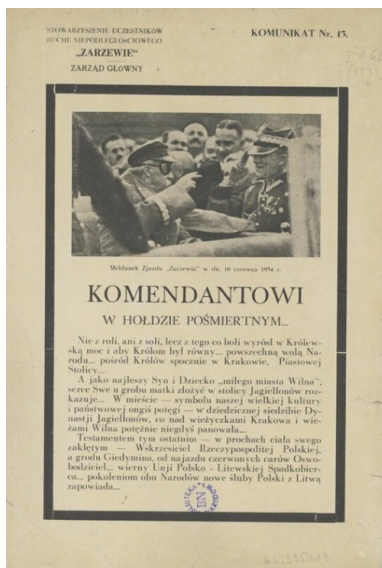 STOWARZYSZENIE UCZESTNIKÓW
RUCHU NIEPODLEGŁOŚCIOWEGO
„ZARZEWIE"
ZARZĄD GŁÓWNY
KOMUNIKAT Nr. 15.
Meldunek Zjazdu „Zarzewia" w dn. 10 czerwca 1934 r.
KOMENDANTOWI
W HOŁDZIE POŚMIERTNYM...
Nie z roli, ani z soli, lecz z tego co boli wyrósł w Królew-
ską moc i aby Królom był równy... powszechną wolą Na-
rodu... pośród Królów spocznie w Krakowie, Piastowej
Stolicy...
A jako najleszy Syn i Dziecko „miłego miasta Wilna",
serce Swe u grobu matki złożyć w stolicy Jagiellonów roz-
kazuje... W mieście — symbolu naszej wielkiej kultury
i państwowej ongiś potęgi — w dziedzicznej siedzibie Dy-
nastji Jagiellonów, co nad wieżyczkami Krakowa i wie-
żami Wilna potężnie niegdyś panowała...
Testamentem tym ostatnim — w prochach ciała swego
zaklętym — Wskrzesiciel Rzeczypospolitej Polskiej,
a grodu Giedymina, od najazdu czerwonych carów Oswo-
bodziciel... wierny Unji Polsko - Litewskiej Spadkobier-
ca... pokoleniom obu Narodów nowe śluby Polski z Litwą
zapowiada...
BN